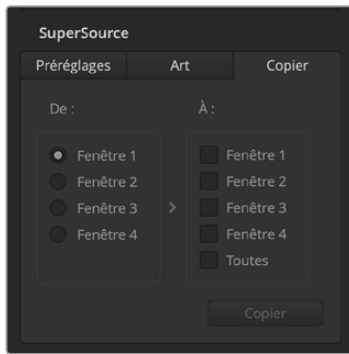 SuperSource
Préréglages Art Copier
De : À :
Fenêtre 1 Fenêtre 1
Fenêtre 2 Fenêtre 2
Fenêtre 3 > Fenêtre 3
Fenêtre 4 Fenêtre 4
Toutes
Copier